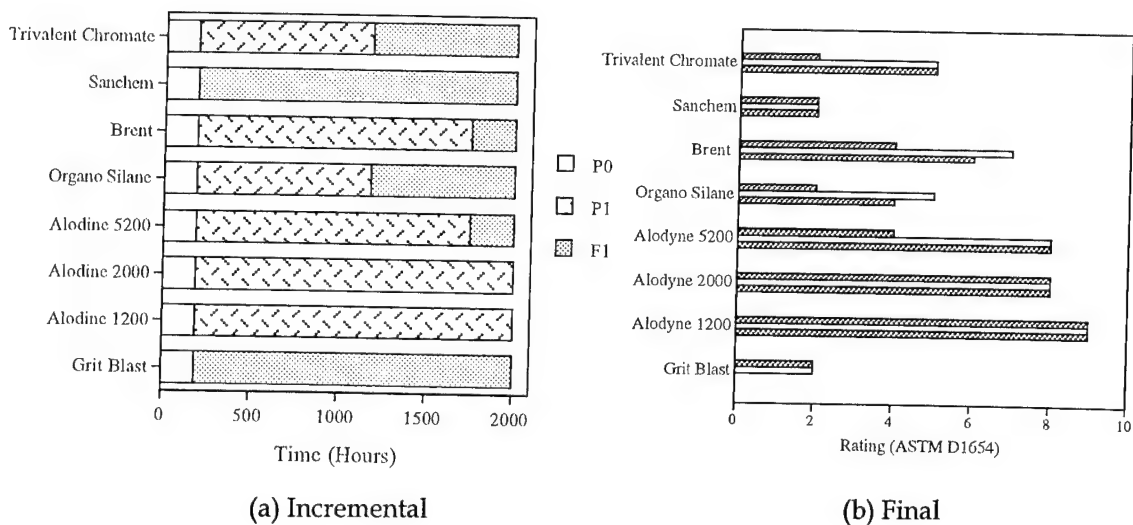 Trivalent Chromate
Sanchem
Brent
Organo Silane
Alodine 5200
Alodine 2000
Alodine 1200
Grit Blast
0 500 1000 1500 2000
Time (Hours)
P0
P1
F1
(a) Incremental
Trivalent Chromate
Sanchem
Brent
Organo Silane
Alodyne 5200
Alodyne 2000
Alodyne 1200
Grit Blast
0 2 4 6 8 10
Rating (ASTM D1654)
(b) Final